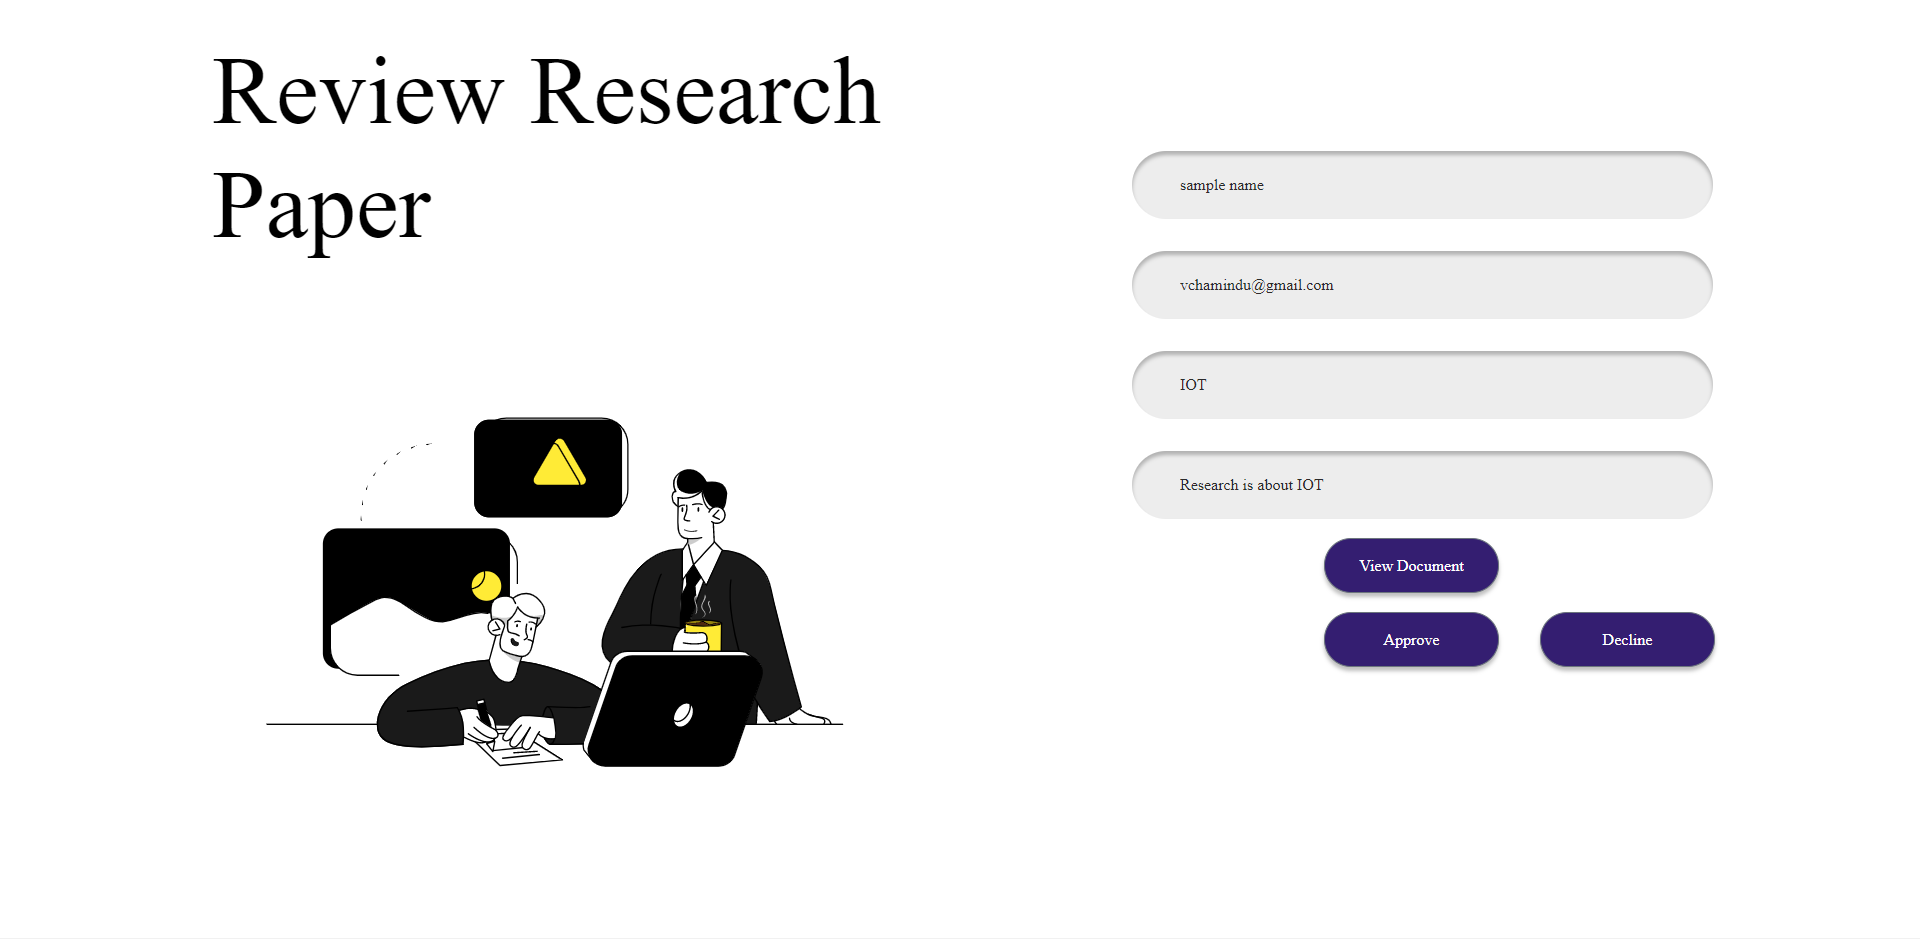 Review Research
Paper
sample name
vchamindu@gmail.com
IOT
Research is about IOT
View Document
Approve
Decline